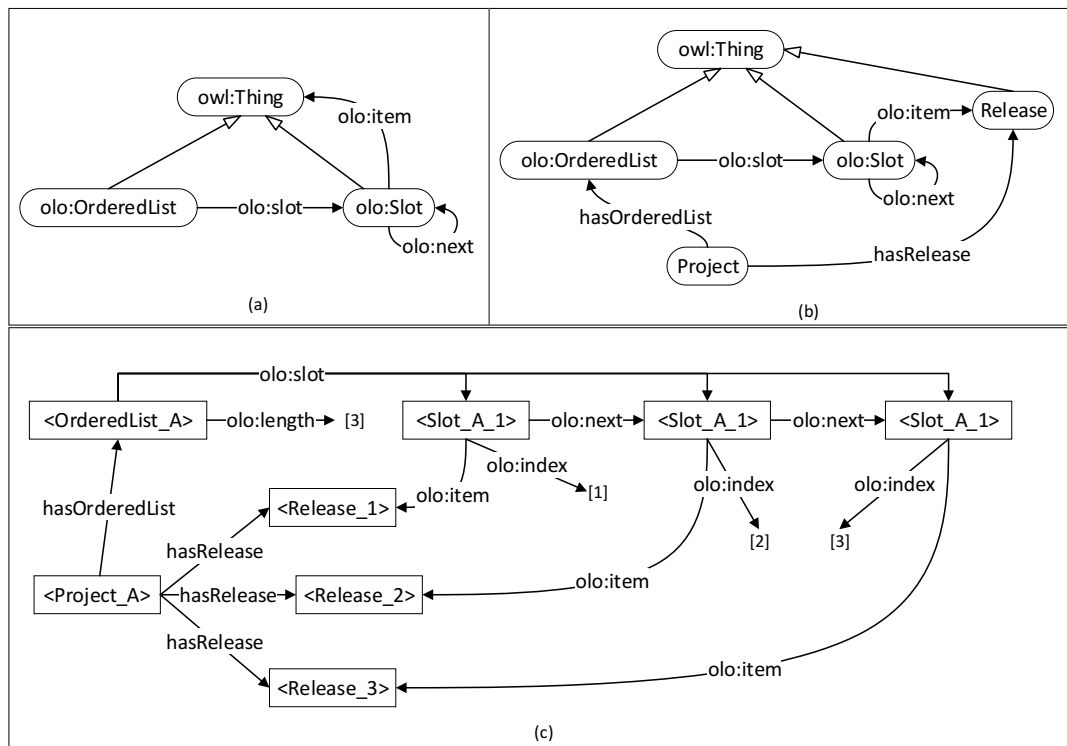 owl:Thing
olo:item
olo:OrderedList
olo:slot
olo:Slot
olo:next
(a)
owl:Thing
olo:item
Release
olo:OrderedList
olo:slot
olo:Slot
olo:next
hasOrderedList
Project
hasRelease
(b)
olo:slot
<OrderedList_A>
olo:length
[3]
<Slot_A_1>
olo:next
<Slot_A_1>
olo:next
<Slot_A_1>
olo:item
olo:index
[1]
olo:index
[2]
olo:index
[3]
hasOrderedList
<Release_1>
hasRelease
<Project_A>
hasRelease
<Release_2>
olo:item
hasRelease
<Release_3>
olo:item
(c)